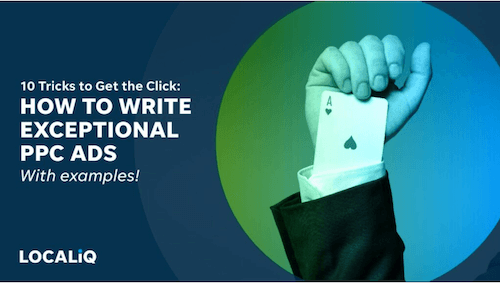 10 Tricks to Get the Click:
HOW TO WRITE
EXCEPTIONAL
PPC ADS
With examples!
LOCALiQ
A